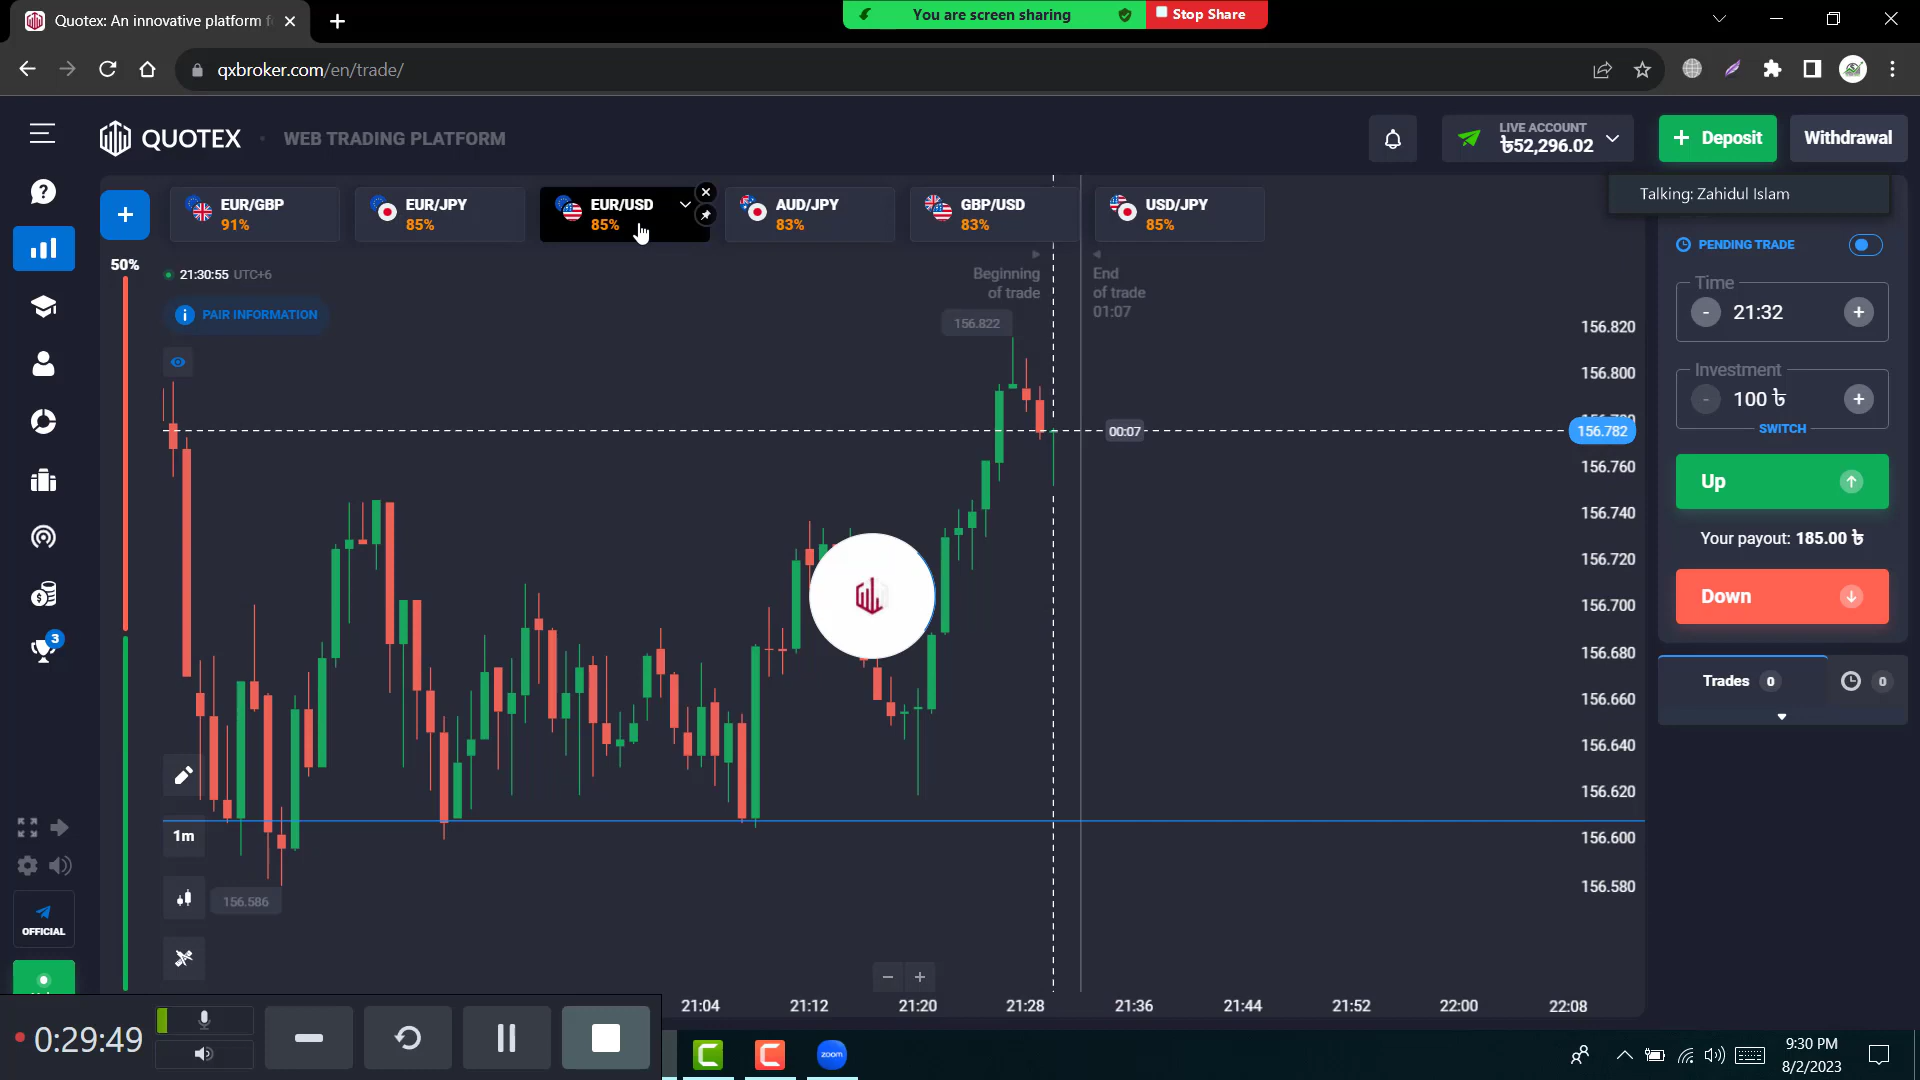 Quotex: An innovative platform f
You are screen sharing
Stop Share
qxbroker.com/en/trade/
QUOTEX
WEB TRADING PLATFORM
LIVE ACCOUNT
৳52,296.02
+ Deposit
Withdrawal
Talking: Zahidul Islam
EUR/GBP
91%
EUR/JPY
85%
EUR/USD
85%
AUD/JPY
83%
GBP/USD
83%
USD/JPY
85%
50%
21:30:55 UTC+6
PAIR INFORMATION
Beginning
of trade
End
of trade
01:07
156.822
00:07
156.782
156.586
156.820
156.800
156.760
156.740
156.720
156.700
156.680
156.660
156.640
156.620
156.600
156.580
PENDING TRADE
Time
- 21:32 +
Investment
- 100 ৳ +
SWITCH
Up
Your payout: 185.00 ৳
Down
Trades 0
0
3
1m
OFFICIAL
21:04
21:12
21:20
21:28
21:36
21:44
21:52
22:00
22:08
0:29:49
zoom
9:30 PM
8/2/2023